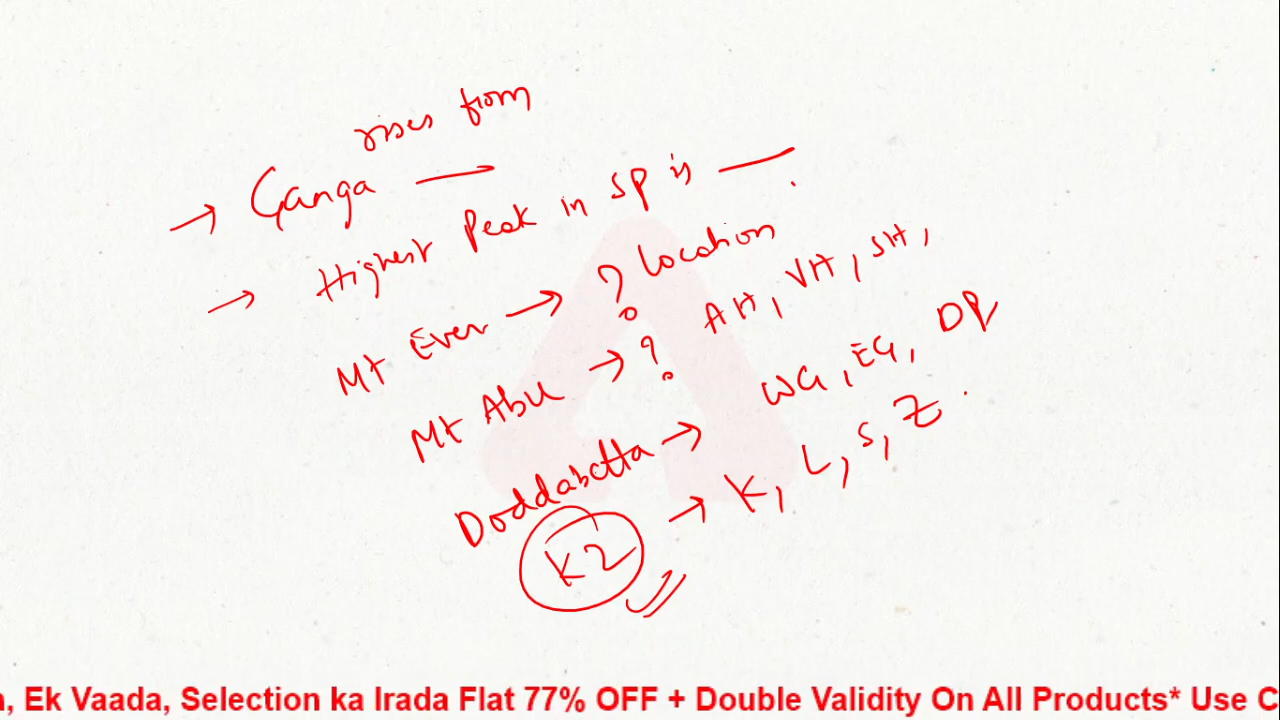 rises from
→ Ganga —
→ Highest Peak in SP is — .
Mt Ever → ? location
Mt Abu → ? AH, VH, SH,
Doddabetta → WG, EG, DP
K2 → K, L, S, Z .
, Ek Vaada, Selection ka Irada Flat 77% OFF + Double Validity On All Products* Use C